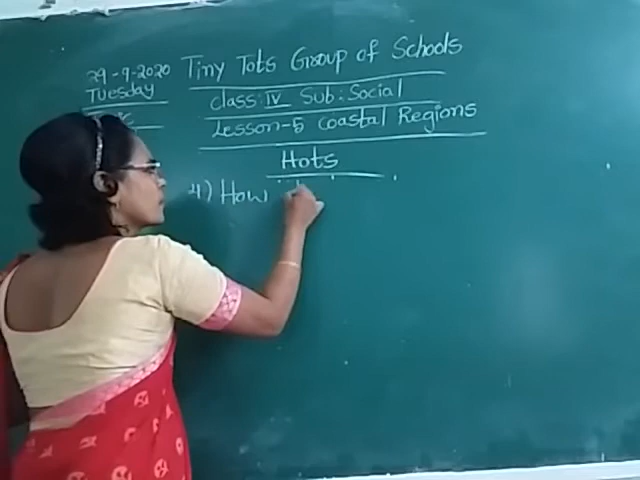 29-9-2020
Tuesday
Tiny Tots Group of Schools
class: IV Sub: Social
Lesson-5 Coastal Regions
Hots
4) How